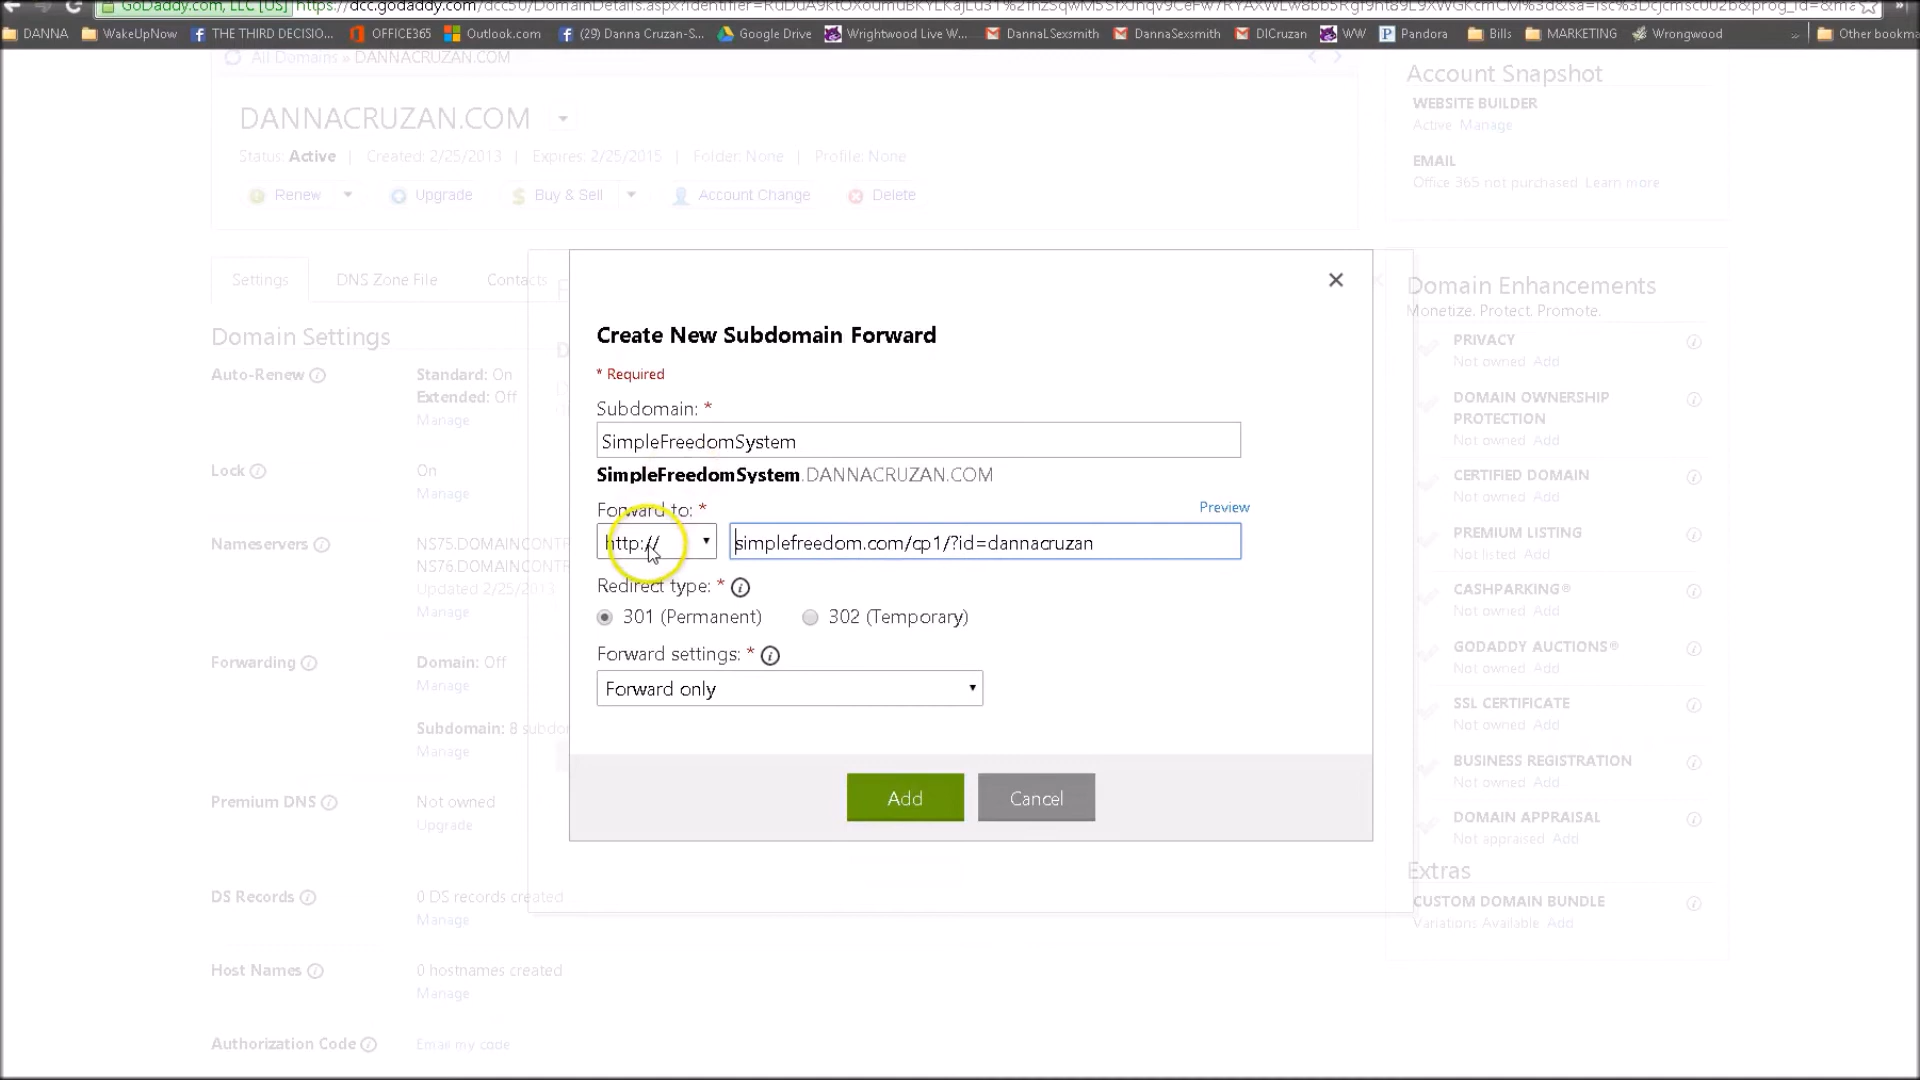 GoDaddy.com, LLC [US]
DANNA WakeUpNow THE THIRD DECISIO... OFFICE365 Outlook.com (29) Danna Cruzan-S... Google Drive Wrightwood Live W... DannaLSexsmith DannaSexsmith DICruzan WW Pandora Bills MARKETING Wrongwood Other bookma
All Domains » DANNACRUZAN.COM
DANNACRUZAN.COM
Status: Active | Created: 2/25/2013 | Expires: 2/25/2015 | Folder: None | Profile: None
Renew Upgrade Buy & Sell Account Change Delete
Settings DNS Zone File Contacts
Domain Settings
Auto-Renew Standard: On
Extended: Off
Manage
Lock On
Manage
Nameservers NS75.DOMAINCONTR
NS76.DOMAINCONTR
Updated 2/25/2013
Manage
Forwarding Domain: Off
Manage
Subdomain: 8 subdo
Manage
Premium DNS Not owned
Upgrade
DS Records 0 DS records created
Manage
Host Names 0 hostnames created
Manage
Authorization Code Email my code
Create New Subdomain Forward
* Required
Subdomain: *
SimpleFreedomSystem
SimpleFreedomSystem.DANNACRUZAN.COM
Forward to: * Preview
http:// simplefreedom.com/cp1/?id=dannacruzan
Redirect type: *
301 (Permanent) 302 (Temporary)
Forward settings: *
Forward only
Add Cancel
Account Snapshot
WEBSITE BUILDER
Active Manage
EMAIL
Office 365 not purchased Learn more
Domain Enhancements
Monetize. Protect. Promote.
PRIVACY
Not owned Add
DOMAIN OWNERSHIP
PROTECTION
Not owned Add
CERTIFIED DOMAIN
Not owned Add
PREMIUM LISTING
Not listed Add
CASHPARKING®
Not owned Add
GODADDY AUCTIONS®
Not owned Add
SSL CERTIFICATE
Not owned Add
BUSINESS REGISTRATION
Not owned Add
DOMAIN APPRAISAL
Not appraised Add
Extras
CUSTOM DOMAIN BUNDLE
Variations Available Add